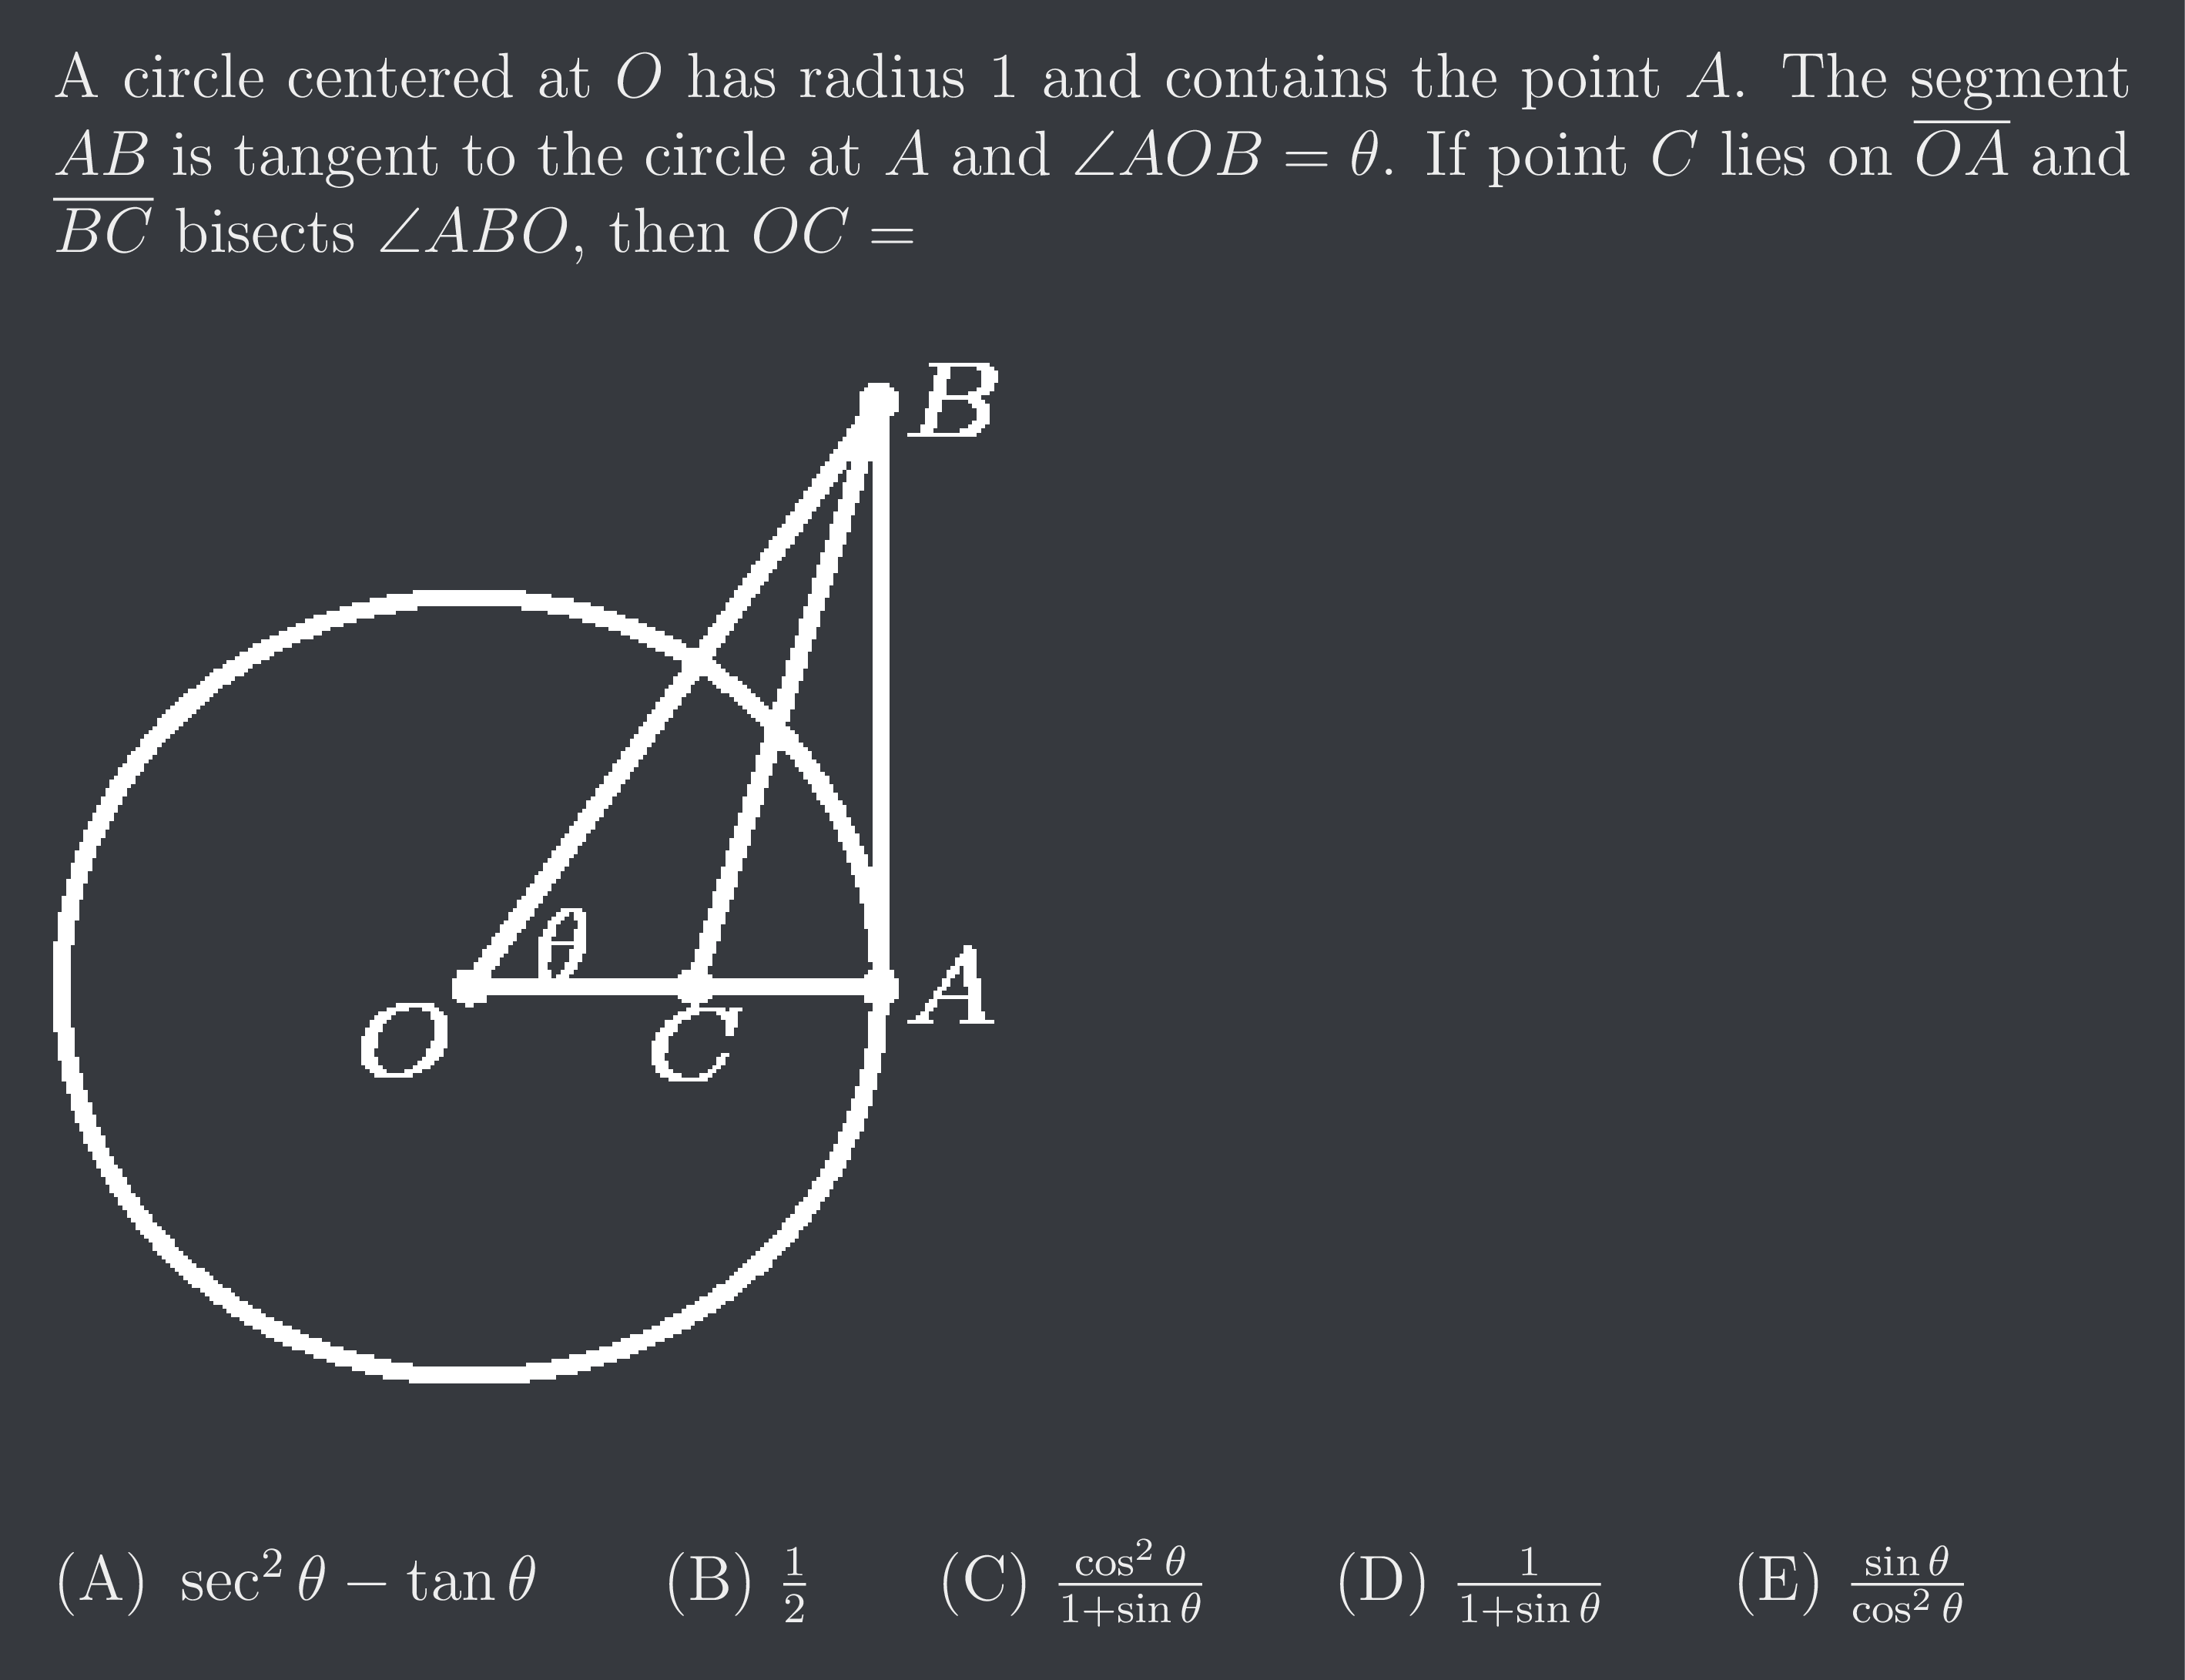 A circle centered at $O$ has radius 1 and contains the point $A$. The segment
$AB$ is tangent to the circle at $A$ and $\angle AOB = \theta$. If point $C$ lies on $\overline{OA}$ and
$\overline{BC}$ bisects $\angle ABO$, then $OC =$
B
θ
A
O
C
(A) $\sec^2 \theta - \tan \theta$ (B) $\frac{1}{2}$ (C) $\frac{\cos^2 \theta}{1+\sin \theta}$ (D) $\frac{1}{1+\sin \theta}$ (E) $\frac{\sin \theta}{\cos^2 \theta}$